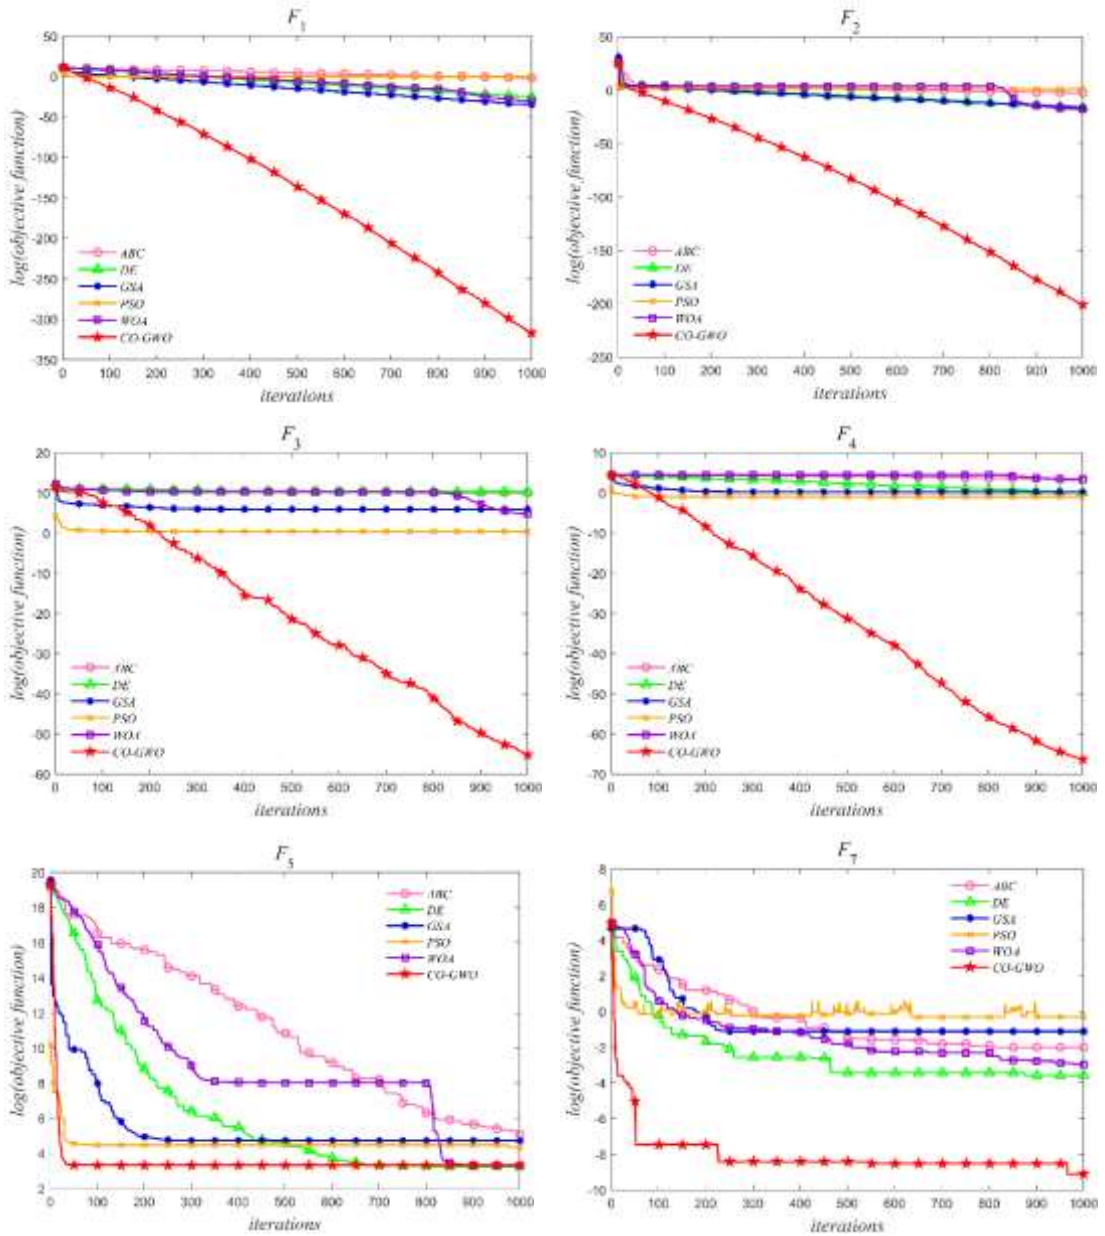 F1
log(objective function)
50
0
-50
-100
-150
-200
-250
-300
-350
ABC
DE
GSA
PSO
WOA
CO-GWO
0 100 200 300 400 500 600 700 800 900 1000
iterations
F2
log(objective function)
50
0
-50
-100
-150
-200
-250
ABC
DE
GSA
PSO
WOA
CO-GWO
0 100 200 300 400 500 600 700 800 900 1000
iterations
F3
log(objective function)
20
10
0
-10
-20
-30
-40
-50
-60
ABC
DE
GSA
PSO
WOA
CO-GWO
0 100 200 300 400 500 600 700 800 900 1000
iterations
F4
log(objective function)
10
0
-10
-20
-30
-40
-50
-60
-70
ABC
DE
GSA
PSO
WOA
CO-GWO
0 100 200 300 400 500 600 700 800 900 1000
iterations
F5
log(objective function)
20
18
16
14
12
10
8
6
4
2
ABC
DE
GSA
PSO
WOA
CO-GWO
0 100 200 300 400 500 600 700 800 900 1000
iterations
F7
log(objective function)
8
6
4
2
0
-2
-4
-6
-8
-10
ABC
DE
GSA
PSO
WOA
CO-GWO
0 100 200 300 400 500 600 700 800 900 1000
iterations